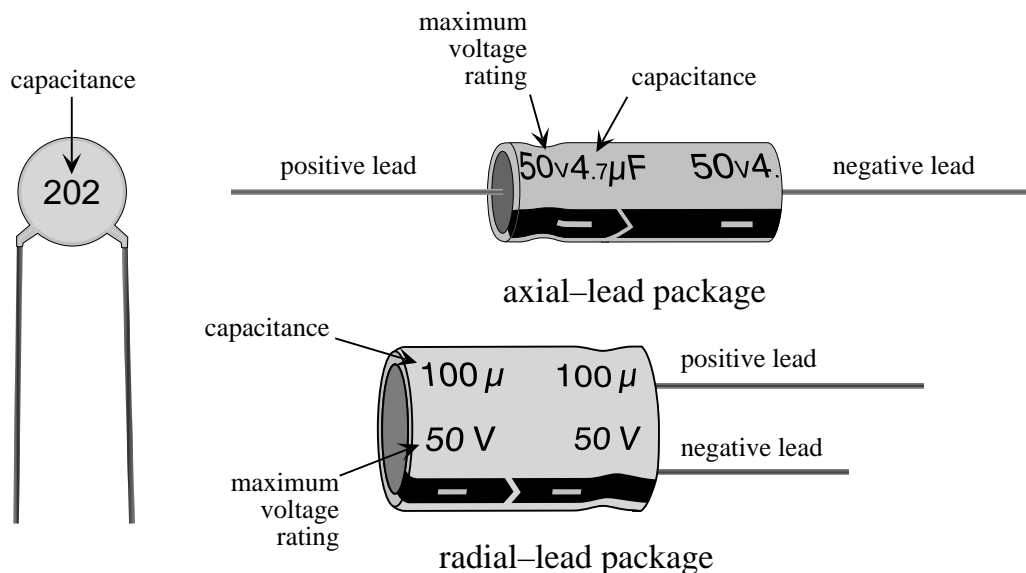 capacitance
202
maximum
voltage
rating
capacitance
positive lead
50V4.7µF
50V4.
negative lead
axial–lead package
capacitance
100 µ
100 µ
positive lead
50 V
50 V
negative lead
maximum
voltage
rating
radial–lead package